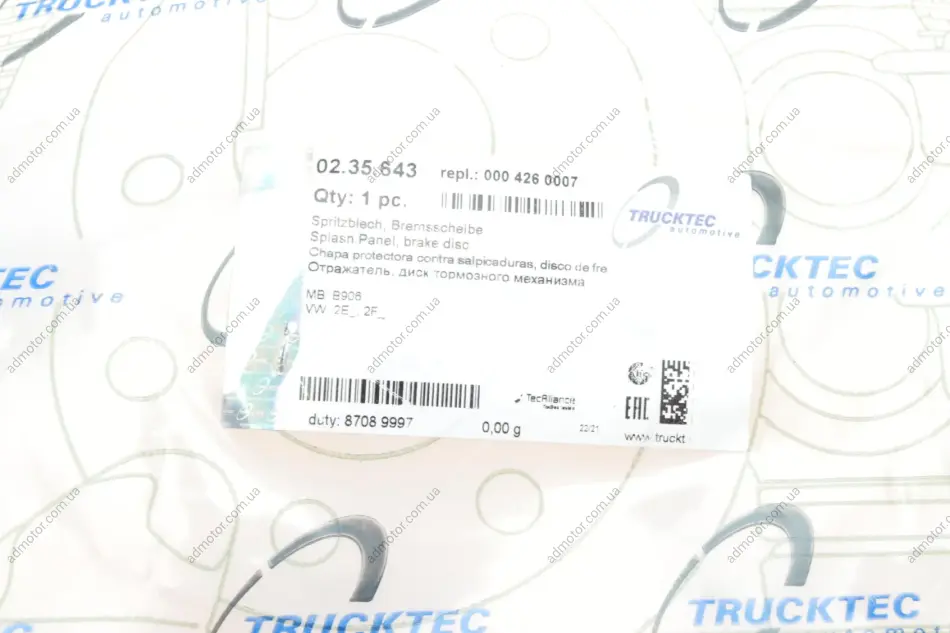 TRUCKTEC
automotive
02.35.643 repl.: 000 426 0007
Qty: 1 pc.
TRUCKTEC
automotive
Spritzblech, Bremsscheibe
Splash Panel, brake disc
Chapa protectora contra salpicaduras, disco de fre
Отражатель, диск тормозного механизма
MB B906
VW 2E_, 2F_
TecAlliance
EAC
duty: 8708 9997 0,00 g 22/21 www.truckt
TRUCKTEC
automotive
TRUCKTEC
TRUCKTEC
admotor.com.ua